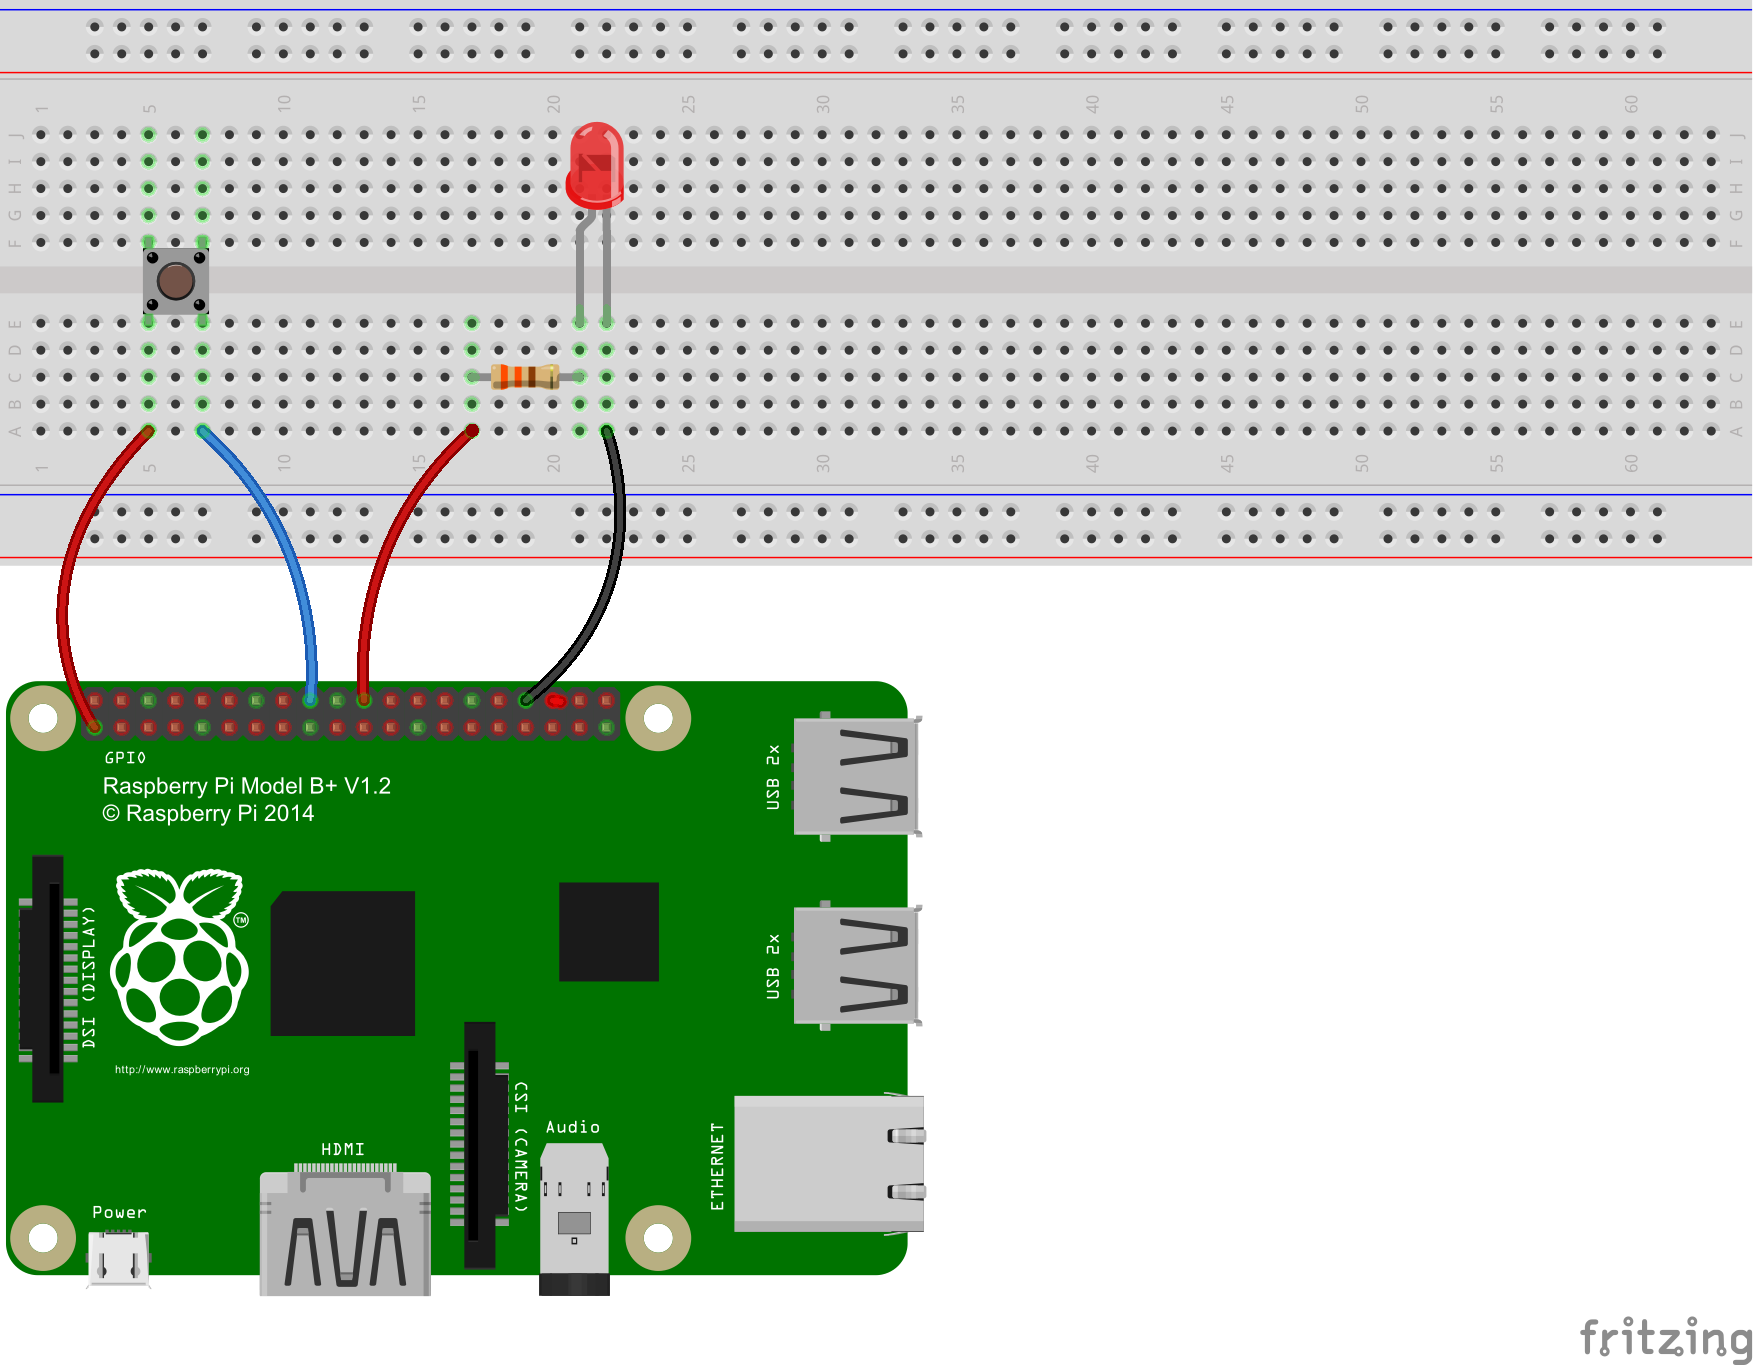 1 5 10 15 20 25 30 35 40 45 50 55 60
J J
I I
H H
G G
F F
E E
D D
C C
B B
A A
1 5 10 15 20 25 30 35 40 45 50 55 60
GPIO
Raspberry Pi Model B+ V1.2
© Raspberry Pi 2014
USB 2x
TM
DSI (DISPLAY)
USB 2x
http://www.raspberrypi.org
CSI (CAMERA)
Audio
ETHERNET
HDMI
Power
fritzing